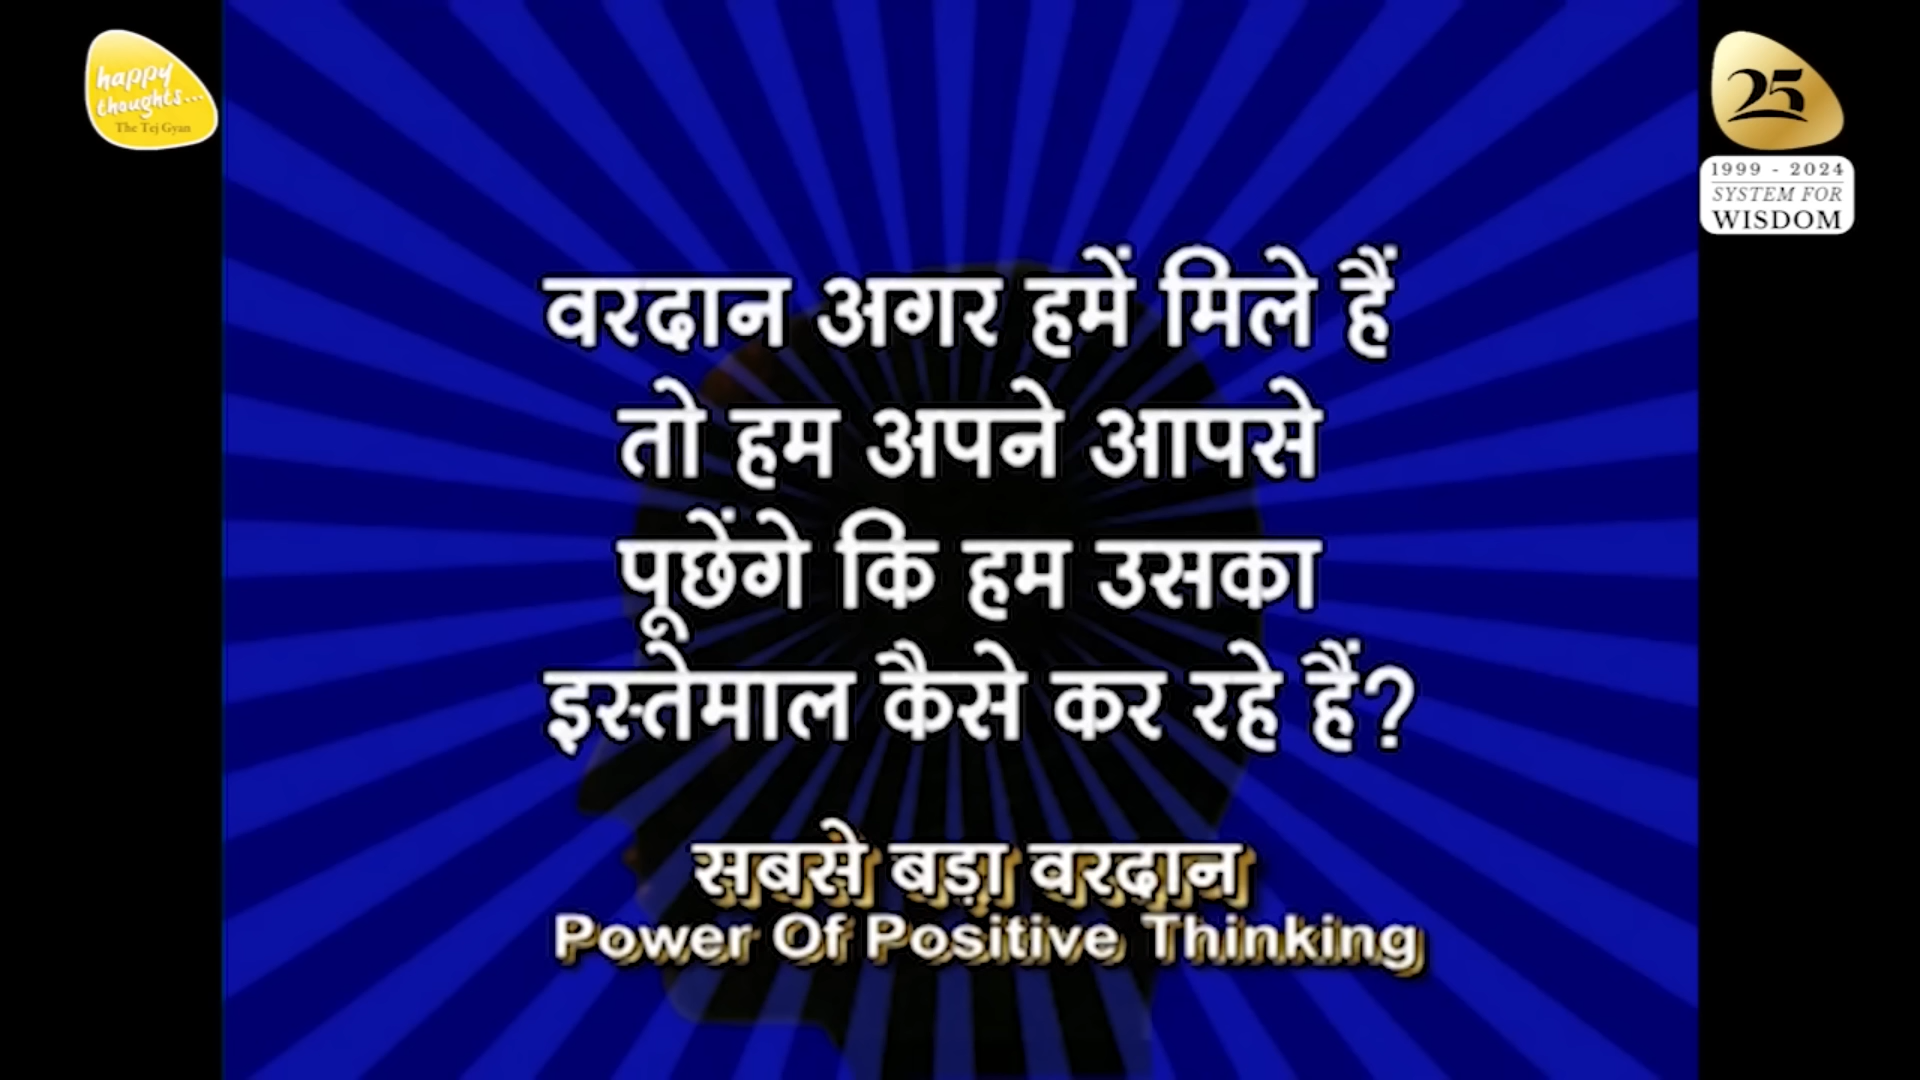 happy
thoughts...
The Tej Gyan
25
1999 - 2024
SYSTEM FOR
WISDOM
वरदान अगर हमें मिले हैं
तो हम अपने आपसे
पूछेंगे कि हम उसका
इस्तेमाल कैसे कर रहे हैं?
सबसे बड़ा वरदान
Power Of Positive Thinking